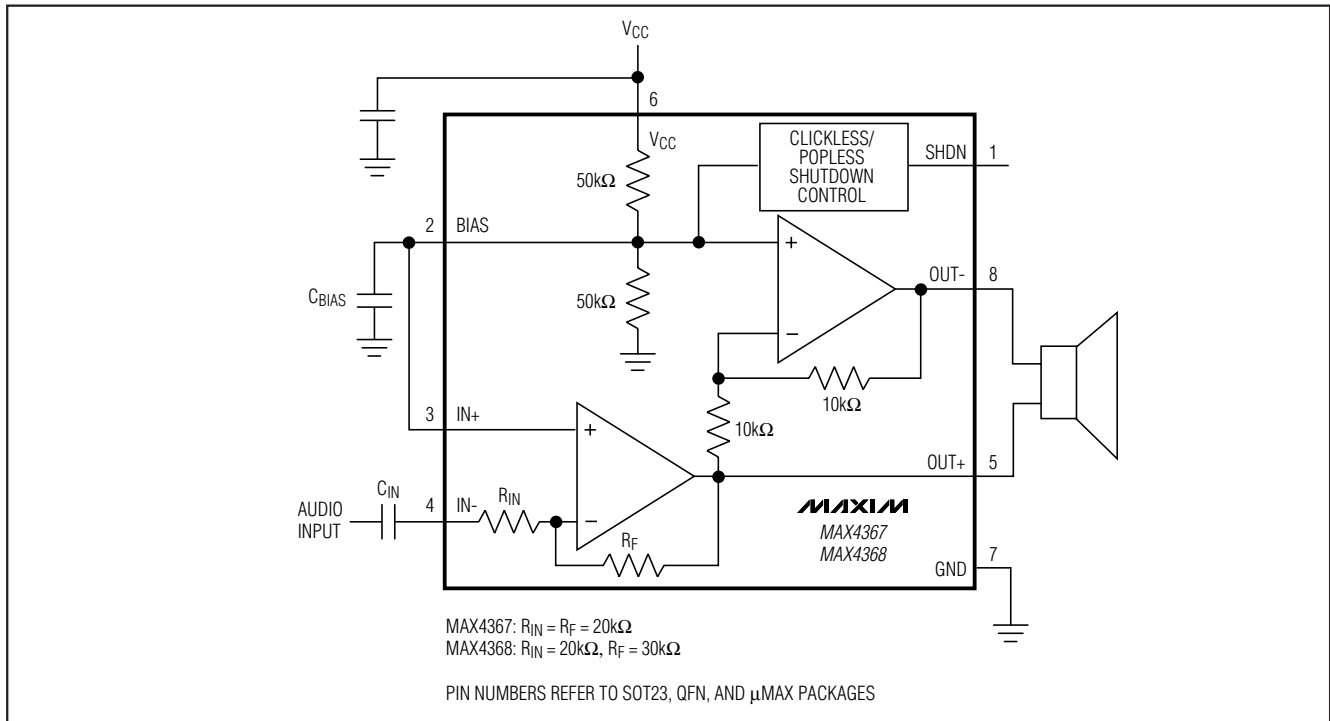 VCC
6
VCC
CLICKLESS/
POPLESS
SHUTDOWN
CONTROL
SHDN
1
50kΩ
2
BIAS
+
OUT-
8
CBIAS
50kΩ
−
10kΩ
3
IN+
+
10kΩ
OUT+
5
CIN
AUDIO
INPUT
4
IN-
RIN
−
RF
MAXIM
MAX4367
MAX4368
7
GND
MAX4367: RIN = RF = 20kΩ
MAX4368: RIN = 20kΩ, RF = 30kΩ
PIN NUMBERS REFER TO SOT23, QFN, AND µMAX PACKAGES